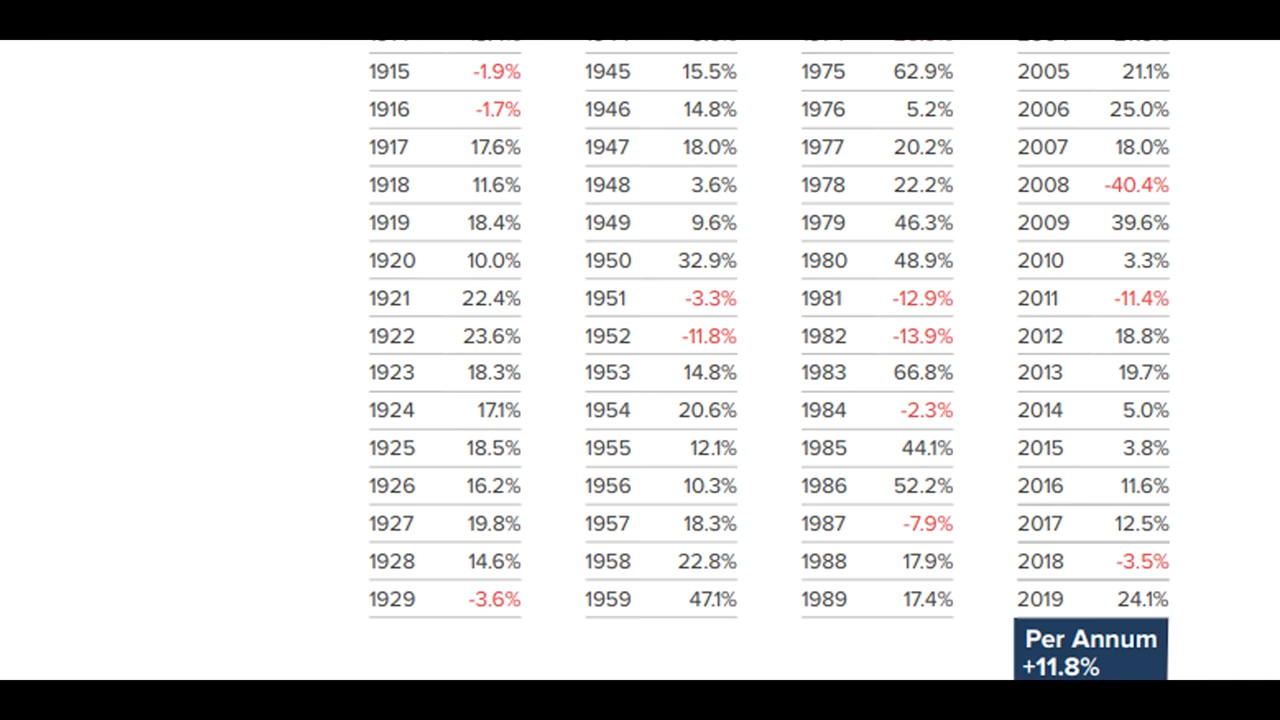 1915 -1.9% 1945 15.5% 1975 62.9% 2005 21.1%
1916 -1.7% 1946 14.8% 1976 5.2% 2006 25.0%
1917 17.6% 1947 18.0% 1977 20.2% 2007 18.0%
1918 11.6% 1948 3.6% 1978 22.2% 2008 -40.4%
1919 18.4% 1949 9.6% 1979 46.3% 2009 39.6%
1920 10.0% 1950 32.9% 1980 48.9% 2010 3.3%
1921 22.4% 1951 -3.3% 1981 -12.9% 2011 -11.4%
1922 23.6% 1952 -11.8% 1982 -13.9% 2012 18.8%
1923 18.3% 1953 14.8% 1983 66.8% 2013 19.7%
1924 17.1% 1954 20.6% 1984 -2.3% 2014 5.0%
1925 18.5% 1955 12.1% 1985 44.1% 2015 3.8%
1926 16.2% 1956 10.3% 1986 52.2% 2016 11.6%
1927 19.8% 1957 18.3% 1987 -7.9% 2017 12.5%
1928 14.6% 1958 22.8% 1988 17.9% 2018 -3.5%
1929 -3.6% 1959 47.1% 1989 17.4% 2019 24.1%
Per Annum
+11.8%